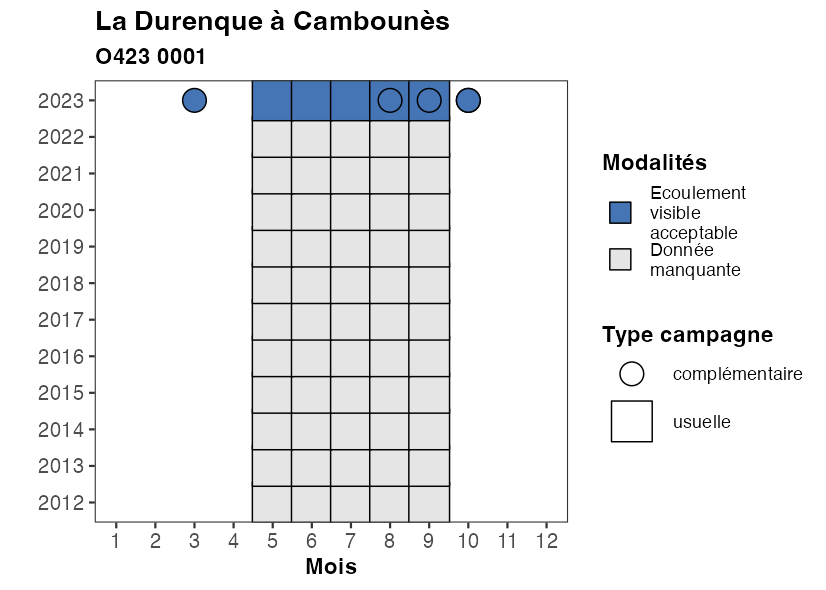 La Durenque à Cambounès
O423 0001
2023
2022
2021
2020
2019
2018
2017
2016
2015
2014
2013
2012
1 2 3 4 5 6 7 8 9 10 11 12
Mois
Modalités
Ecoulement
visible
acceptable
Donnée
manquante
Type campagne
complémentaire
usuelle